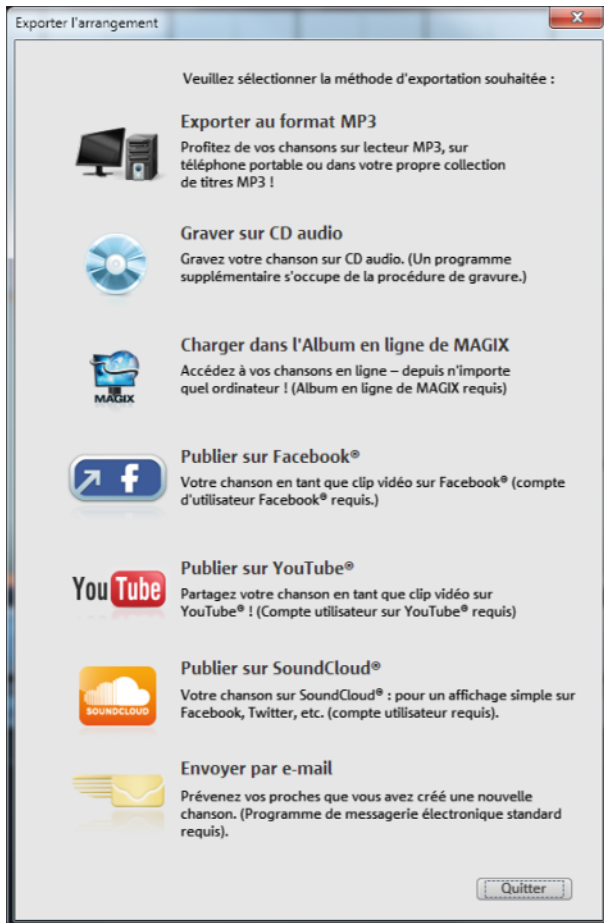 Exporter l'arrangement
Veuillez sélectionner la méthode d'exportation souhaitée :
Exporter au format MP3
Profitez de vos chansons sur lecteur MP3, sur
téléphone portable ou dans votre propre collection
de titres MP3 !
Graver sur CD audio
Gravez votre chanson sur CD audio. (Un programme
supplémentaire s'occupe de la procédure de gravure.)
Charger dans l'Album en ligne de MAGIX
Accédez à vos chansons en ligne – depuis n'importe
quel ordinateur ! (Album en ligne de MAGIX requis)
MAGIX
Publier sur Facebook®
Votre chanson en tant que clip vidéo sur Facebook® (compte
d'utilisateur Facebook® requis.)
f
Publier sur YouTube®
You Tube
Partagez votre chanson en tant que clip vidéo sur
YouTube® ! (Compte utilisateur sur YouTube® requis)
Publier sur SoundCloud®
Votre chanson sur SoundCloud® : pour un affichage simple sur
Facebook, Twitter, etc. (compte utilisateur requis).
SOUNDCLOUD
Envoyer par e-mail
Prévenez vos proches que vous avez créé une nouvelle
chanson. (Programme de messagerie électronique standard
requis).
Quitter